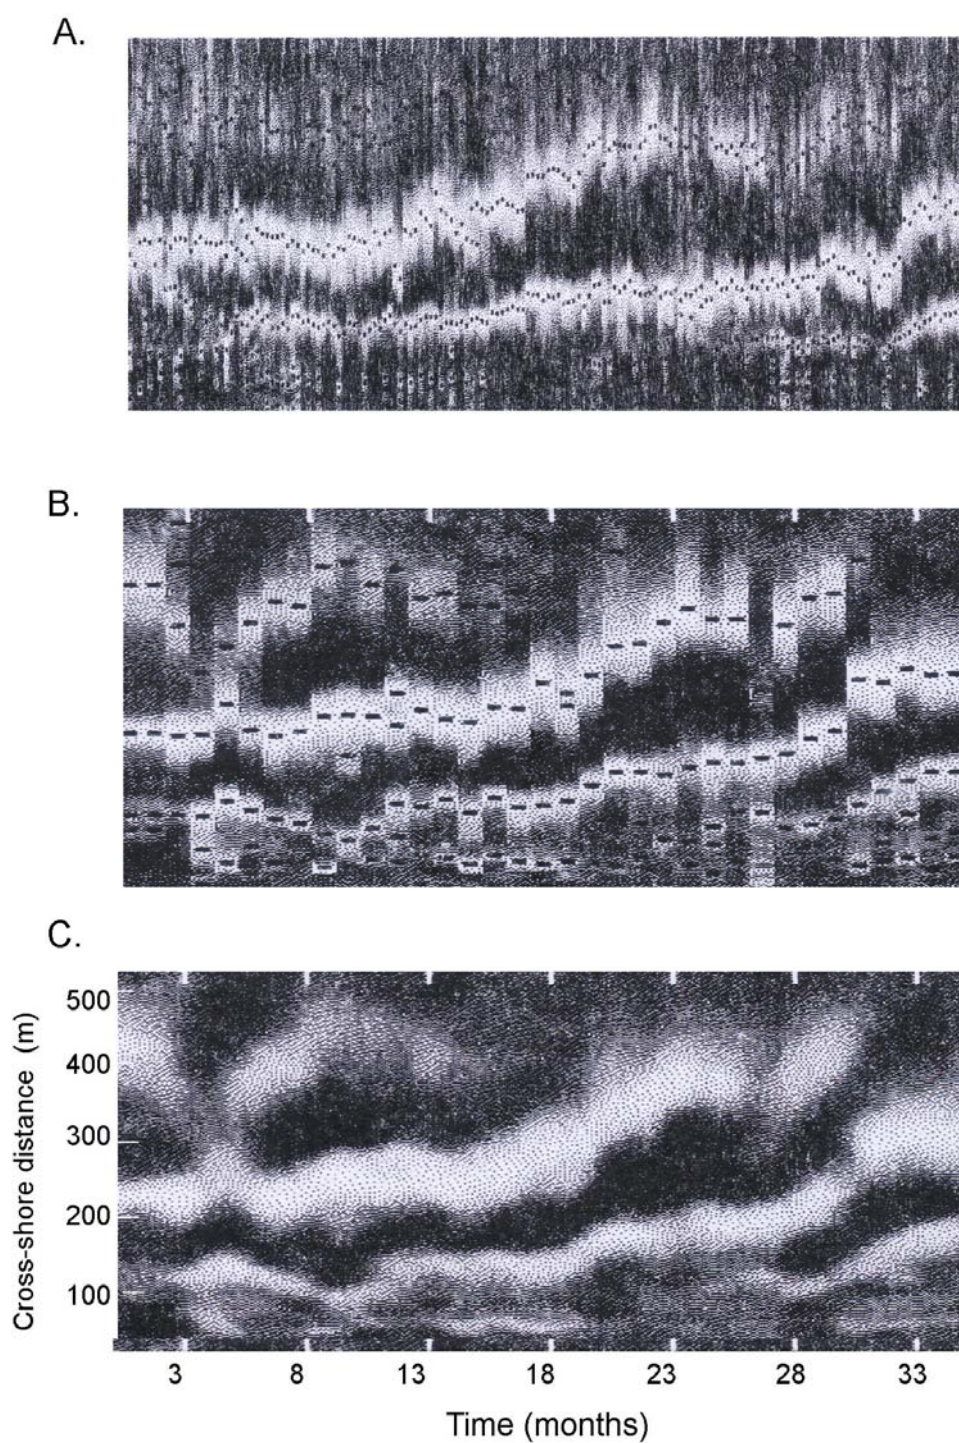 A.
B.
C.
Cross-shore distance (m)
500
400
300
200
100
3 8 13 18 23 28 33
Time (months)